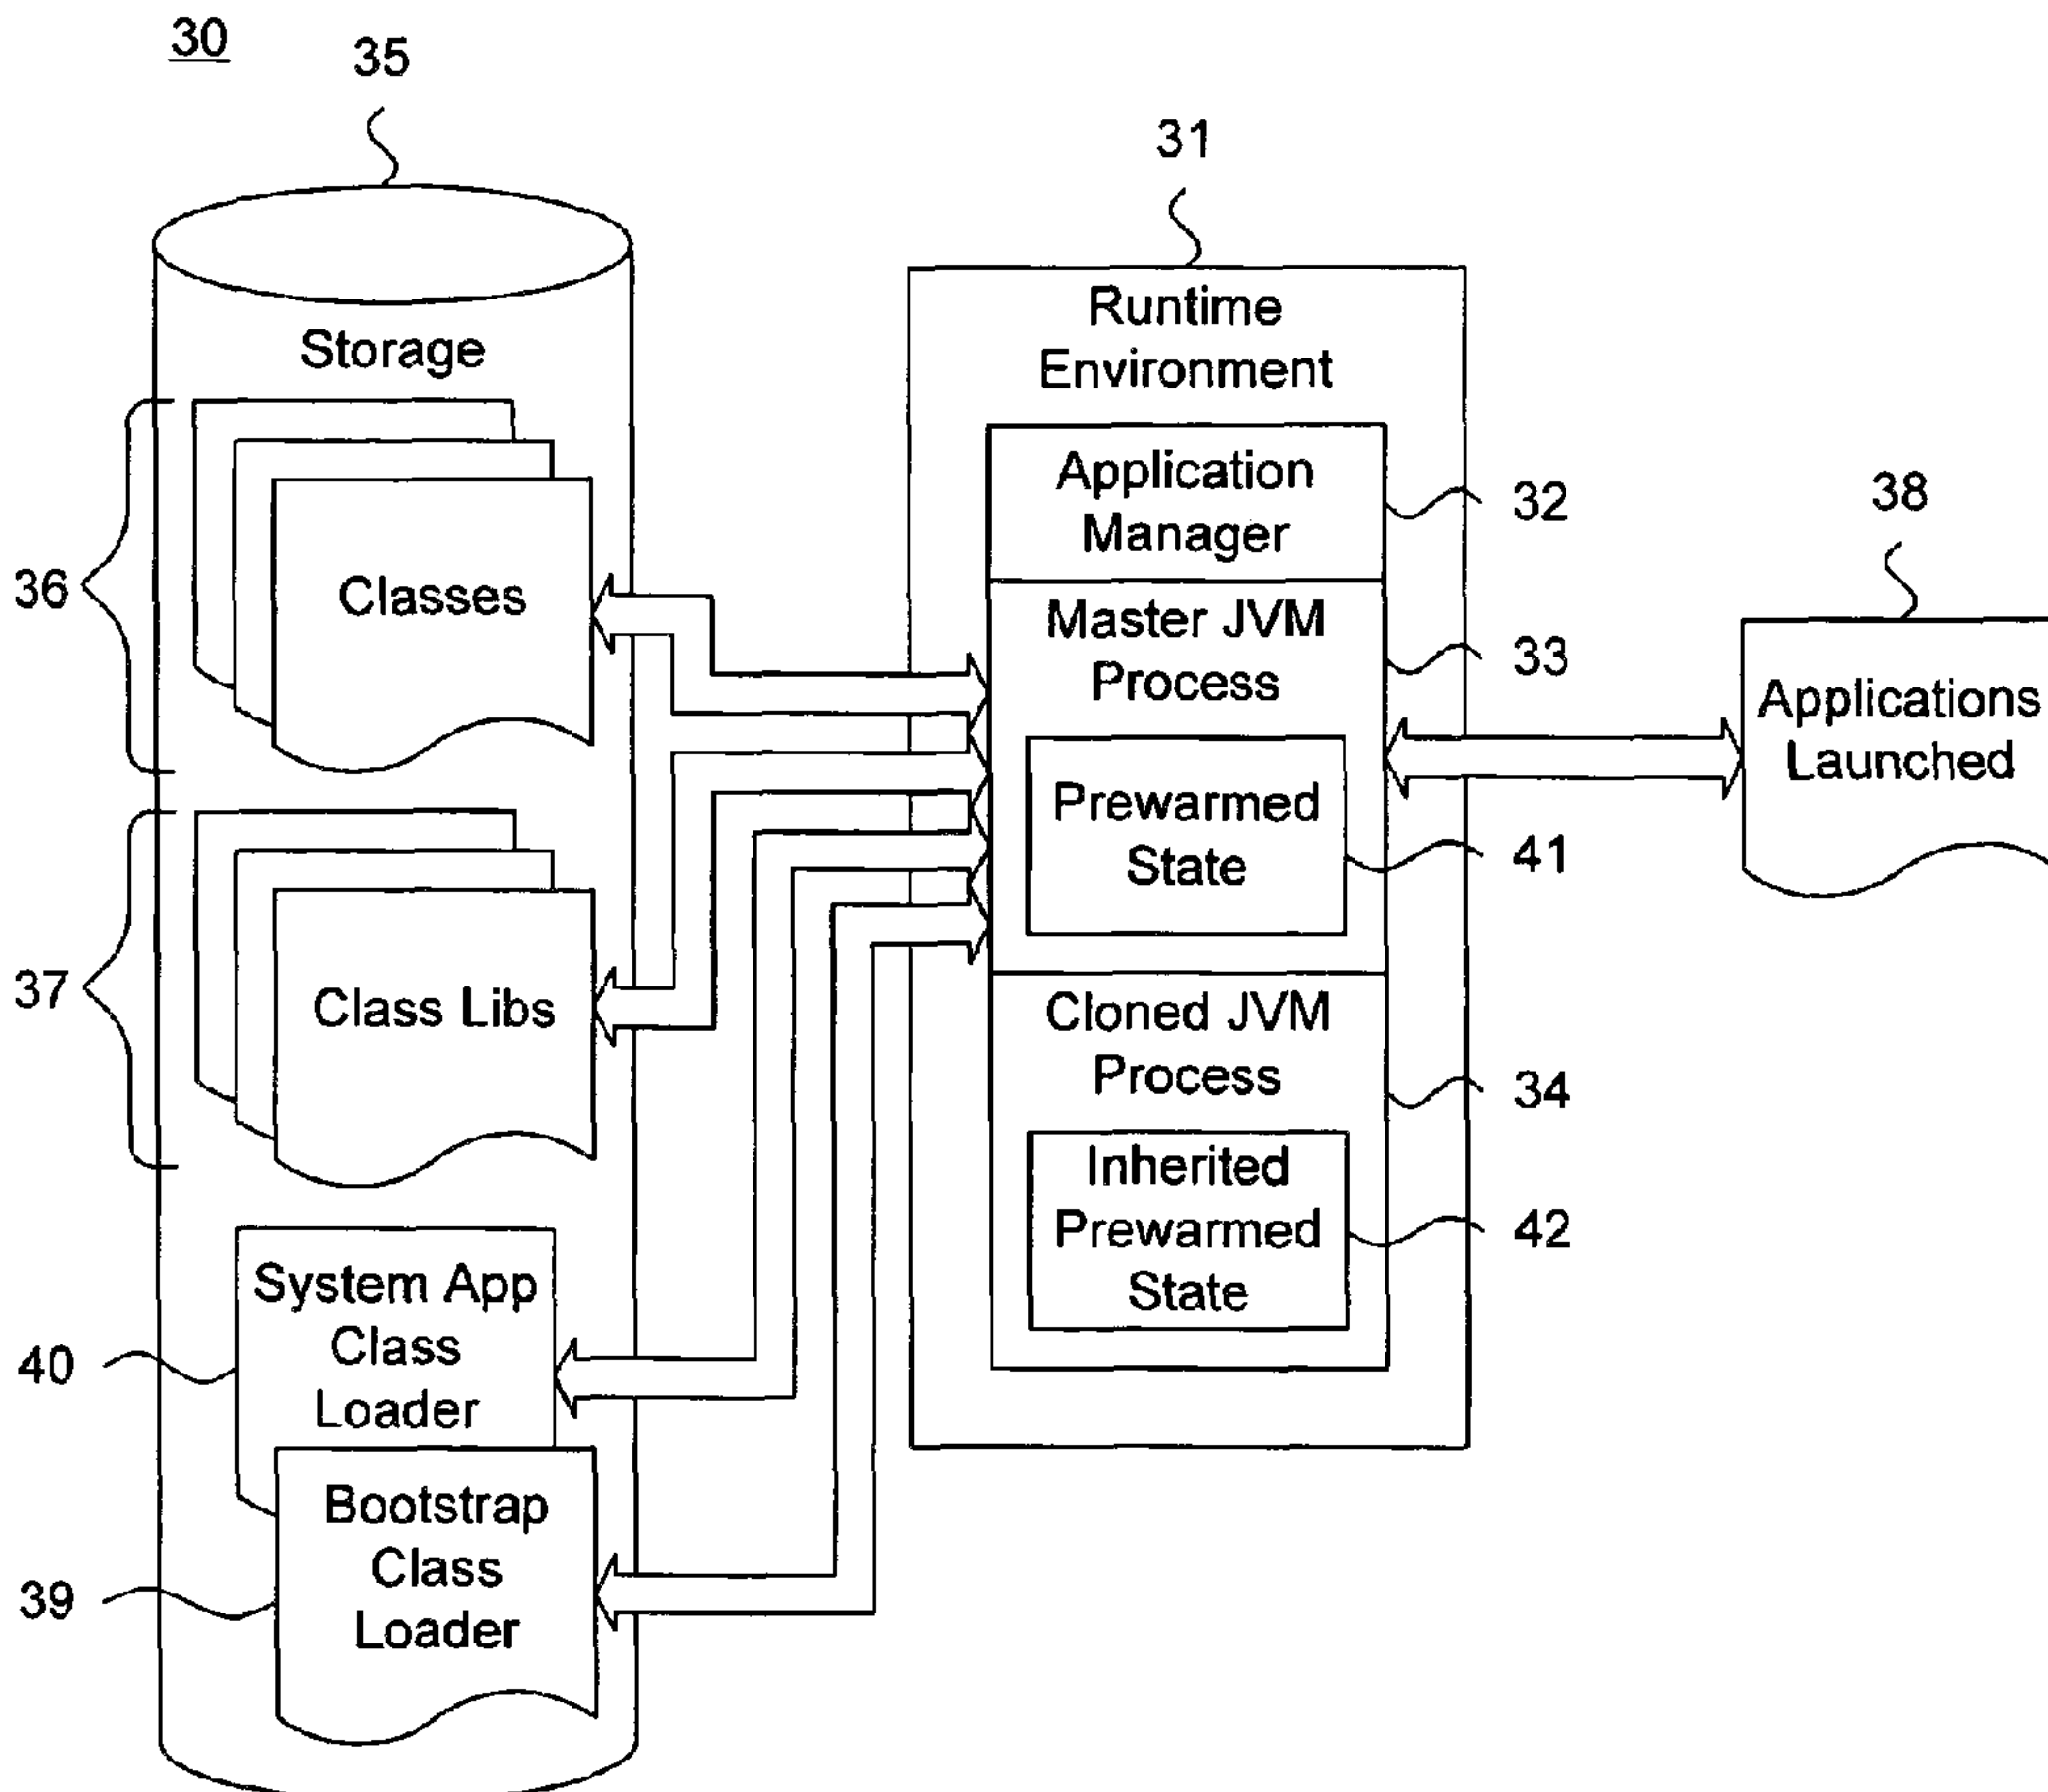 30
35
31
Storage
Runtime
Environment
Application
Manager
32
38
36
Classes
Master JVM
Process
33
Applications
Launched
Prewarmed
State
41
37
Class Libs
Cloned JVM
Process
34
Inherited
Prewarmed
State
42
System App
Class
Loader
40
Bootstrap
Class
Loader
39